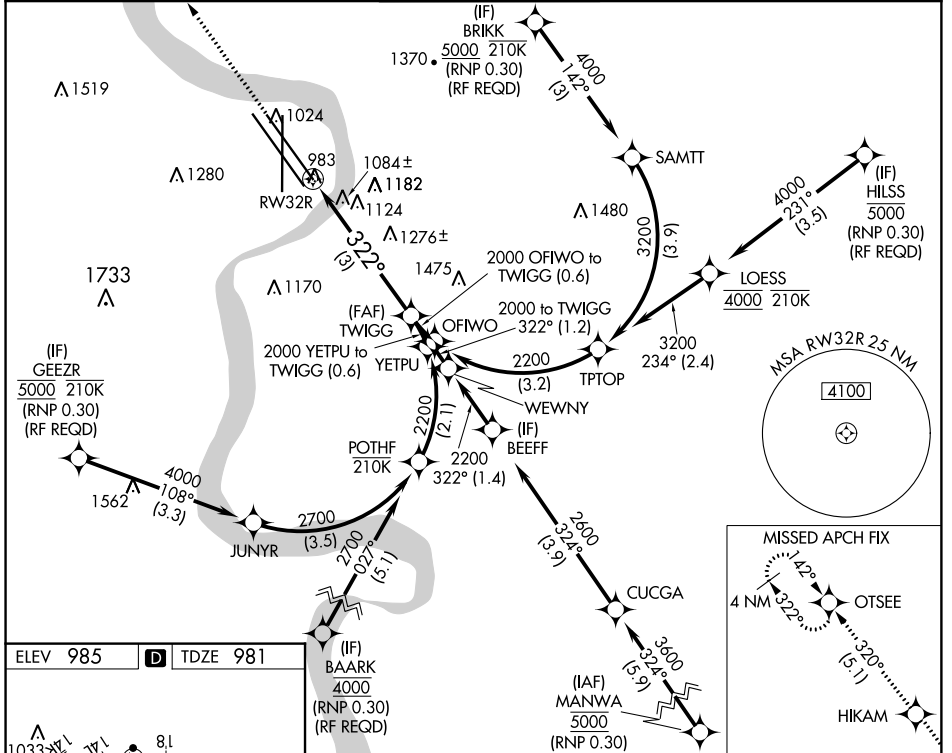 (IF)
BRIKK
5000 210K
(RNP 0.30)
(RF REQD)
1370
1519
1024
4000
142°
(3)
SAMTT
983
1084±
1280
1182
RW32R
1124
1480
4000
231°
(3.5)
(IF)
HILSS
5000
(RNP 0.30)
(RF REQD)
322°
(3)
1276±
3200
(3.9)
2000 OFIWO to
TWIGG (0.6)
1475
LOESS
4000 210K
1733
1170
(FAF)
TWIGG
OFIWO
2000 to TWIGG
322° (1.2)
3200
234° (2.4)
2000 YETPU to
TWIGG (0.6)
YETPU
2200
(3.2)
TPTOP
MSA RW32R 25 NM
4100
(IF)
GEEZR
5000 210K
(RNP 0.30)
(RF REQD)
WEWNY
2200
(2.1)
(IF)
BEEFF
POTHF
210K
2200
322° (1.4)
4000
108°
(3.3)
1562
2700
(3.5)
JUNYR
2700
027°
(5.1)
2600
324°
(3.9)
CUCGA
MISSED APCH FIX
142°
322°
4 NM
OTSEE
320°
(5.1)
HIKAM
3600
324°
(5.9)
(IAF)
MANWA
5000
(RNP 0.30)
(IF)
BAARK
4000
(RNP 0.30)
(RF REQD)
ELEV 985
D
TDZE 981
1033
14R
14L